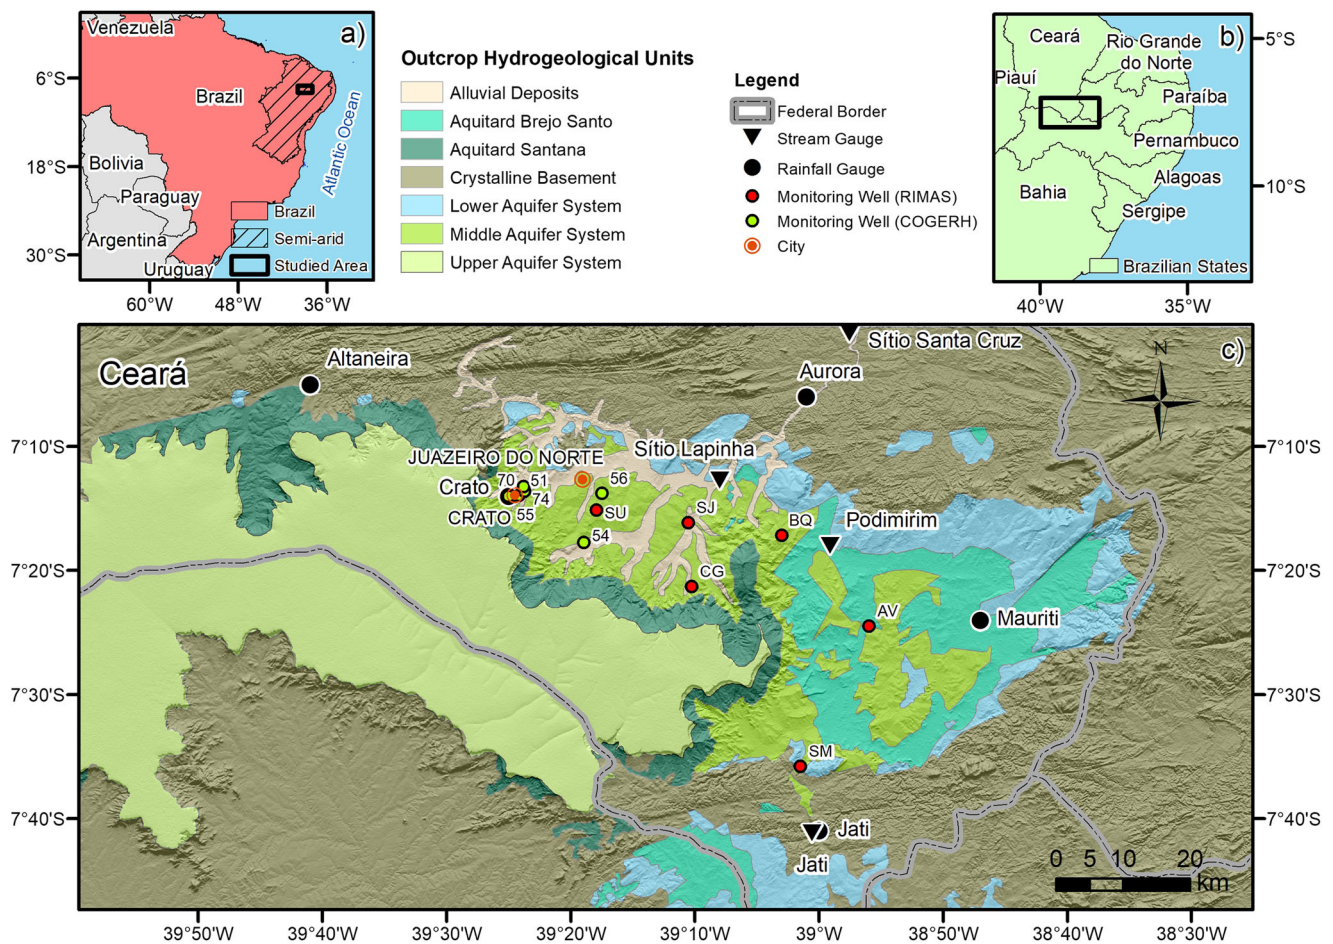 Venezuela
a)
6°S
Brazil
Atlantic Ocean
Bolivia
18°S
Paraguay
Brazil
Argentina
Semi-arid
30°S
Uruguay
Studied Area
60°W
48°W
36°W
Outcrop Hydrogeological Units
Alluvial Deposits
Aquitard Brejo Santo
Aquitard Santana
Crystalline Basement
Lower Aquifer System
Middle Aquifer System
Upper Aquifer System
Legend
Federal Border
Stream Gauge
Rainfall Gauge
Monitoring Well (RIMAS)
Monitoring Well (COGERH)
City
Ceará
Rio Grande
do Norte
b)
5°S
Piauí
Paraíba
Pernambuco
Bahia
Alagoas
10°S
Sergipe
Brazilian States
40°W
35°W
Sítio Santa Cruz
c)
N
Altaneira
Ceará
Aurora
7°10'S
7°10'S
Sítio Lapinha
JUAZEIRO DO NORTE
Crato
70
51
56
74
CRATO
55
SU
SJ
BQ
Podimirim
54
7°20'S
CG
7°20'S
AV
Mauriti
7°30'S
7°30'S
SM
7°40'S
Jati
7°40'S
Jati
0
5
10
20
km
39°50'W
39°40'W
39°30'W
39°20'W
39°10'W
39°0'W
38°50'W
38°40'W
38°30'W